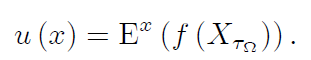 u (x) = E^x (f (X_{τ_Ω})).